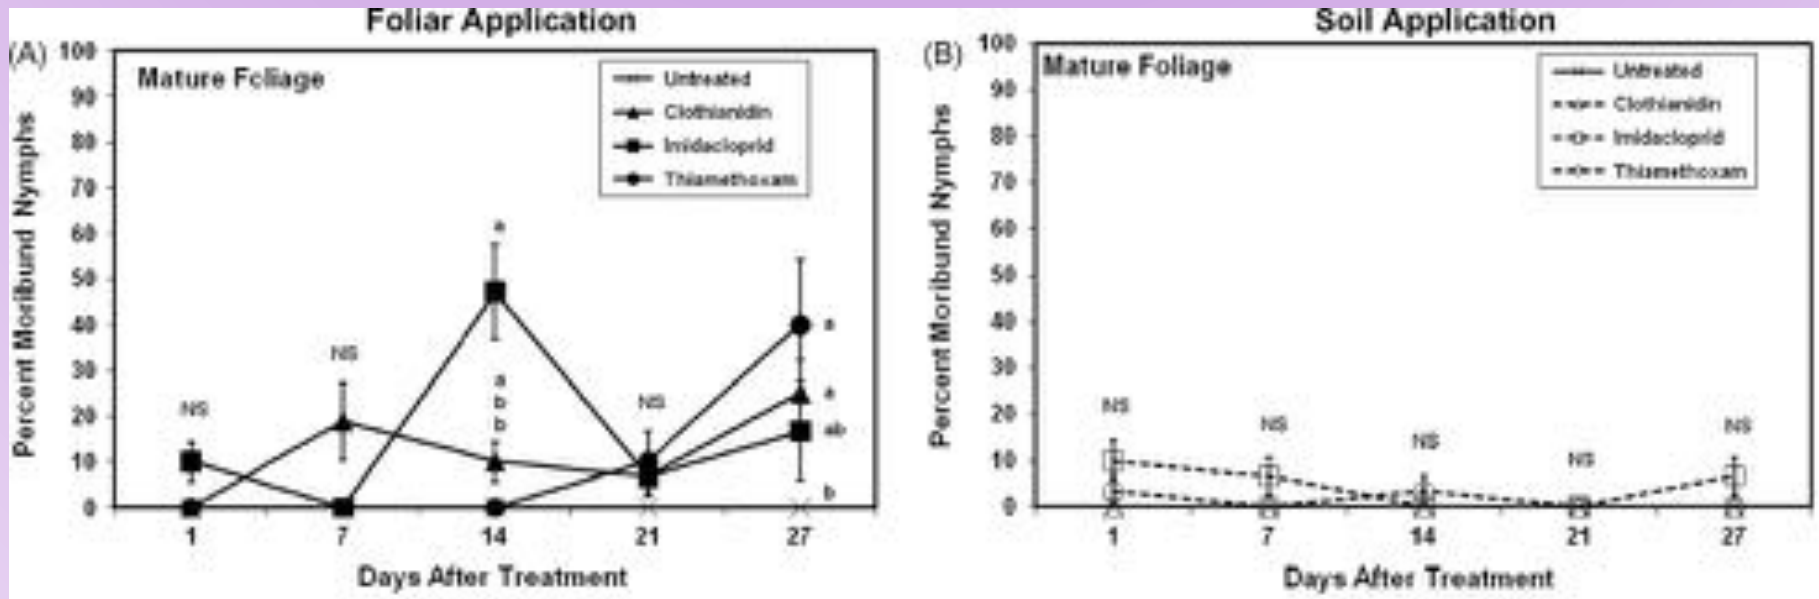 Foliar Application
(A)
Mature Foliage
Untreated
Clothianidin
Imidacloprid
Thiamethoxam
Percent Moribund Nymphs
100
90
80
70
60
50
40
30
20
10
0
NS
NS
a
a
b
b
NS
a
a
ab
b
1 7 14 21 27
Days After Treatment
Soil Application
(B)
Mature Foliage
Untreated
Clothianidin
Imidacloprid
Thiamethoxam
Percent Moribund Nymphs
100
90
80
70
60
50
40
30
20
10
0
NS
NS
NS
NS
NS
1 7 14 21 27
Days After Treatment